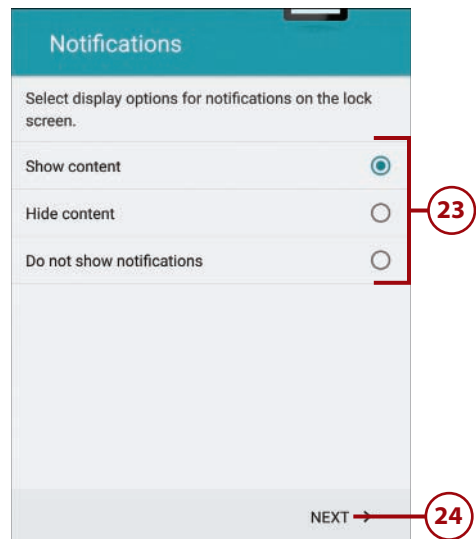 Notifications
Select display options for notifications on the lock
screen.
Show content
Hide content
23
Do not show notifications
NEXT
24